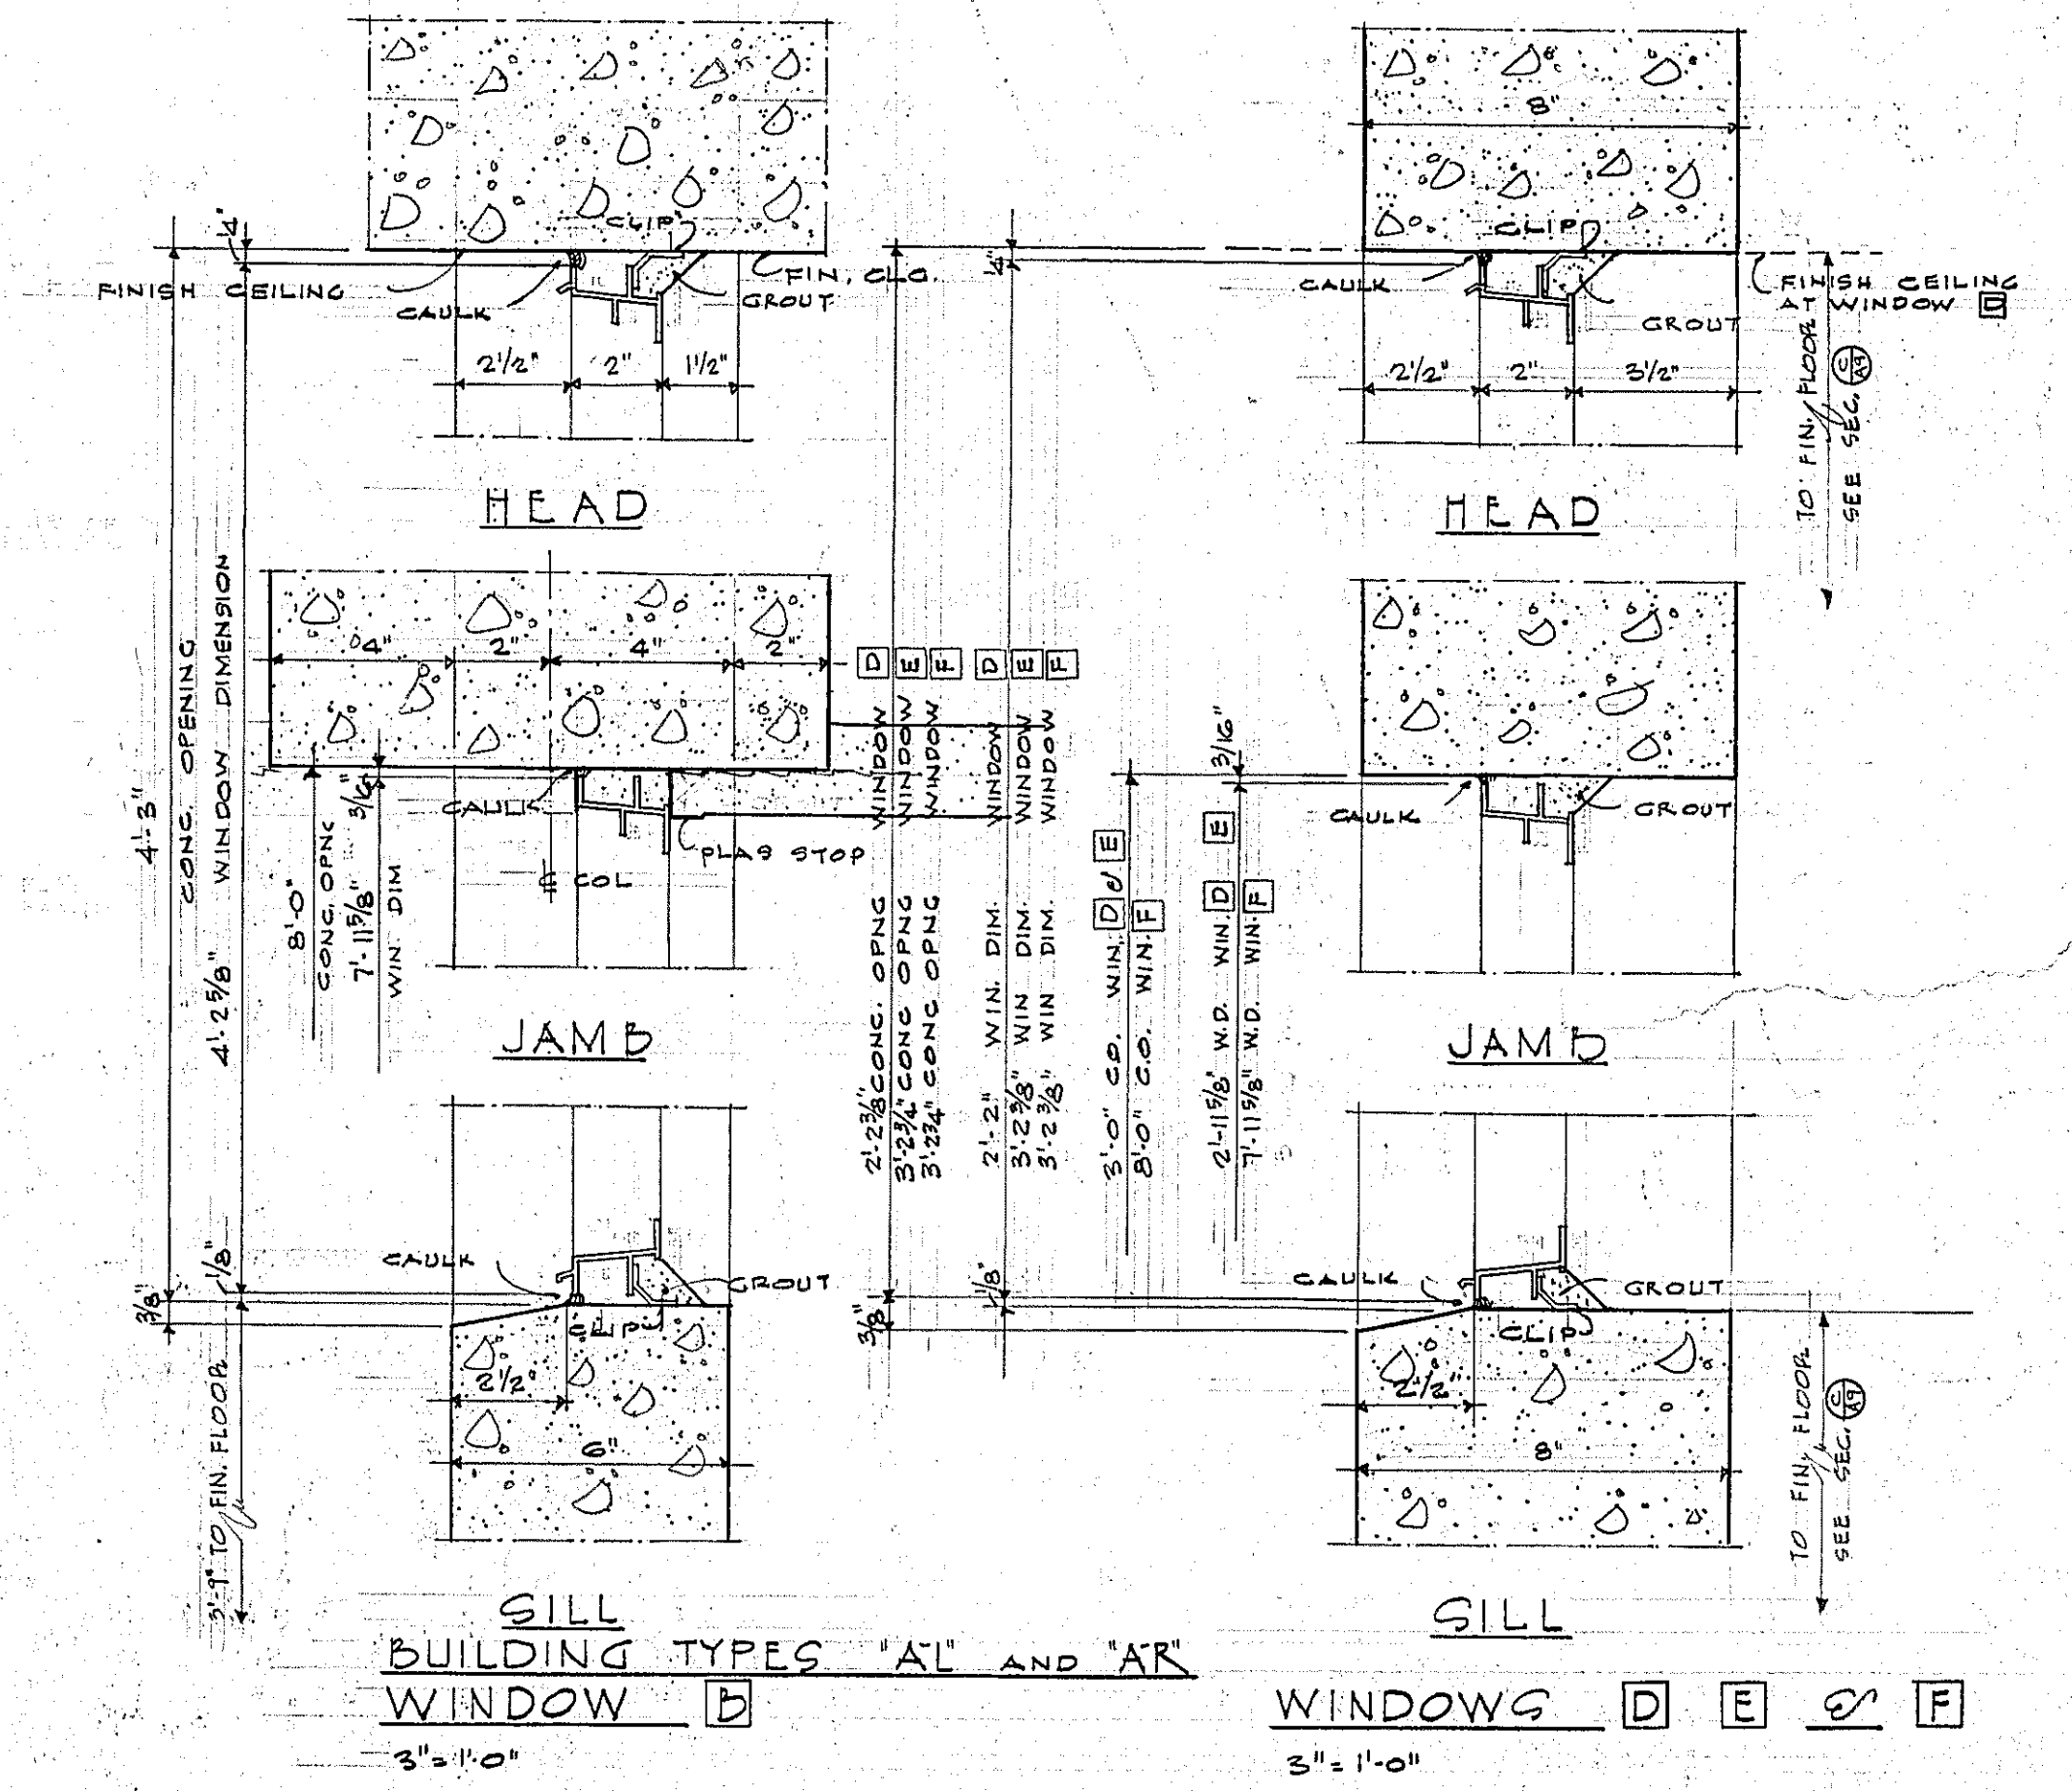 CLIP
1/4"
FINISH CEILING
CAULK
FIN. CLG.
GROUT
2 1/2"
2"
1 1/2"
HEAD
4'-3"
CONC. OPENING
4'-2 5/8" WINDOW DIMENSION
4"
2"
4"
2"
3/16"
CAULK
PLAS STOP
℄ COL
8'-0"
CONC. OPNG
7'-11 5/8"
WIN. DIM
JAMB
1/8"
3/8"
CAULK
GROUT
CLIP
2 1/2"
6"
3'-9" TO FIN. FLOOR
SILL
BUILDING TYPES "A-L" AND "A-R"
WINDOW B
3" = 1'-0"
8"
CLIP
1/4"
CAULK
GROUT
FINISH CEILING
AT WINDOW D
2 1/2"
2"
3 1/2"
TO FIN. FLOOR
SEE SEC. C/A9
HEAD
2'-2 3/8" CONC. OPNG WINDOW D
3'-2 3/4" CONC OPNG WINDOW E
3'-2 3/4" CONC OPNG WINDOW F
2'-2" WIN. DIM. WINDOW D
3'-2 3/8" WIN DIM. WINDOW E
3'-2 3/8" WIN DIM. WINDOW F
3'-0" C.O. WIN. D & E
8'-0" C.O. WIN. F
2'-11 5/8" W.D. WIN. D E
7'-11 5/8" W.D. WIN. F
3/16"
CAULK
GROUT
JAMB
1/8"
3/8"
CAULK
GROUT
CLIP
2 1/2"
8"
TO FIN. FLOOR
SEE SEC. C/A9
SILL
WINDOWS D E & F
3" = 1'-0"